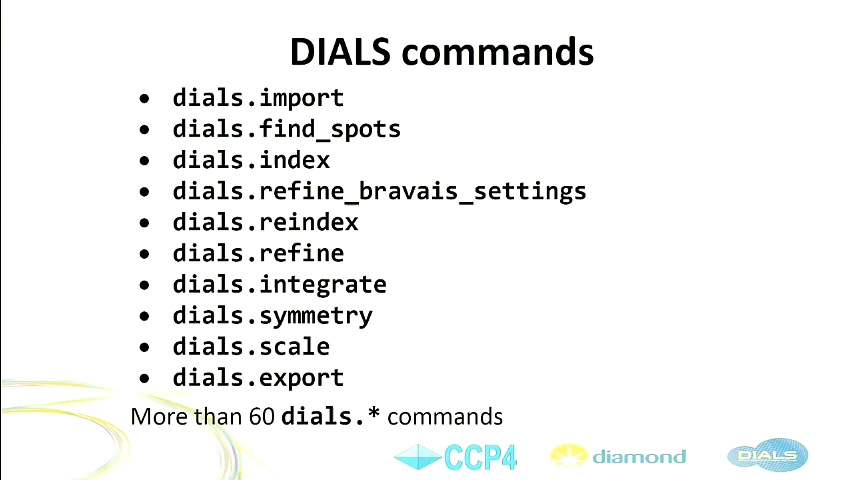 DIALS commands
• dials.import
• dials.find_spots
• dials.index
• dials.refine_bravais_settings
• dials.reindex
• dials.refine
• dials.integrate
• dials.symmetry
• dials.scale
• dials.export
More than 60 dials.* commands
CCP4 diamond DIALS